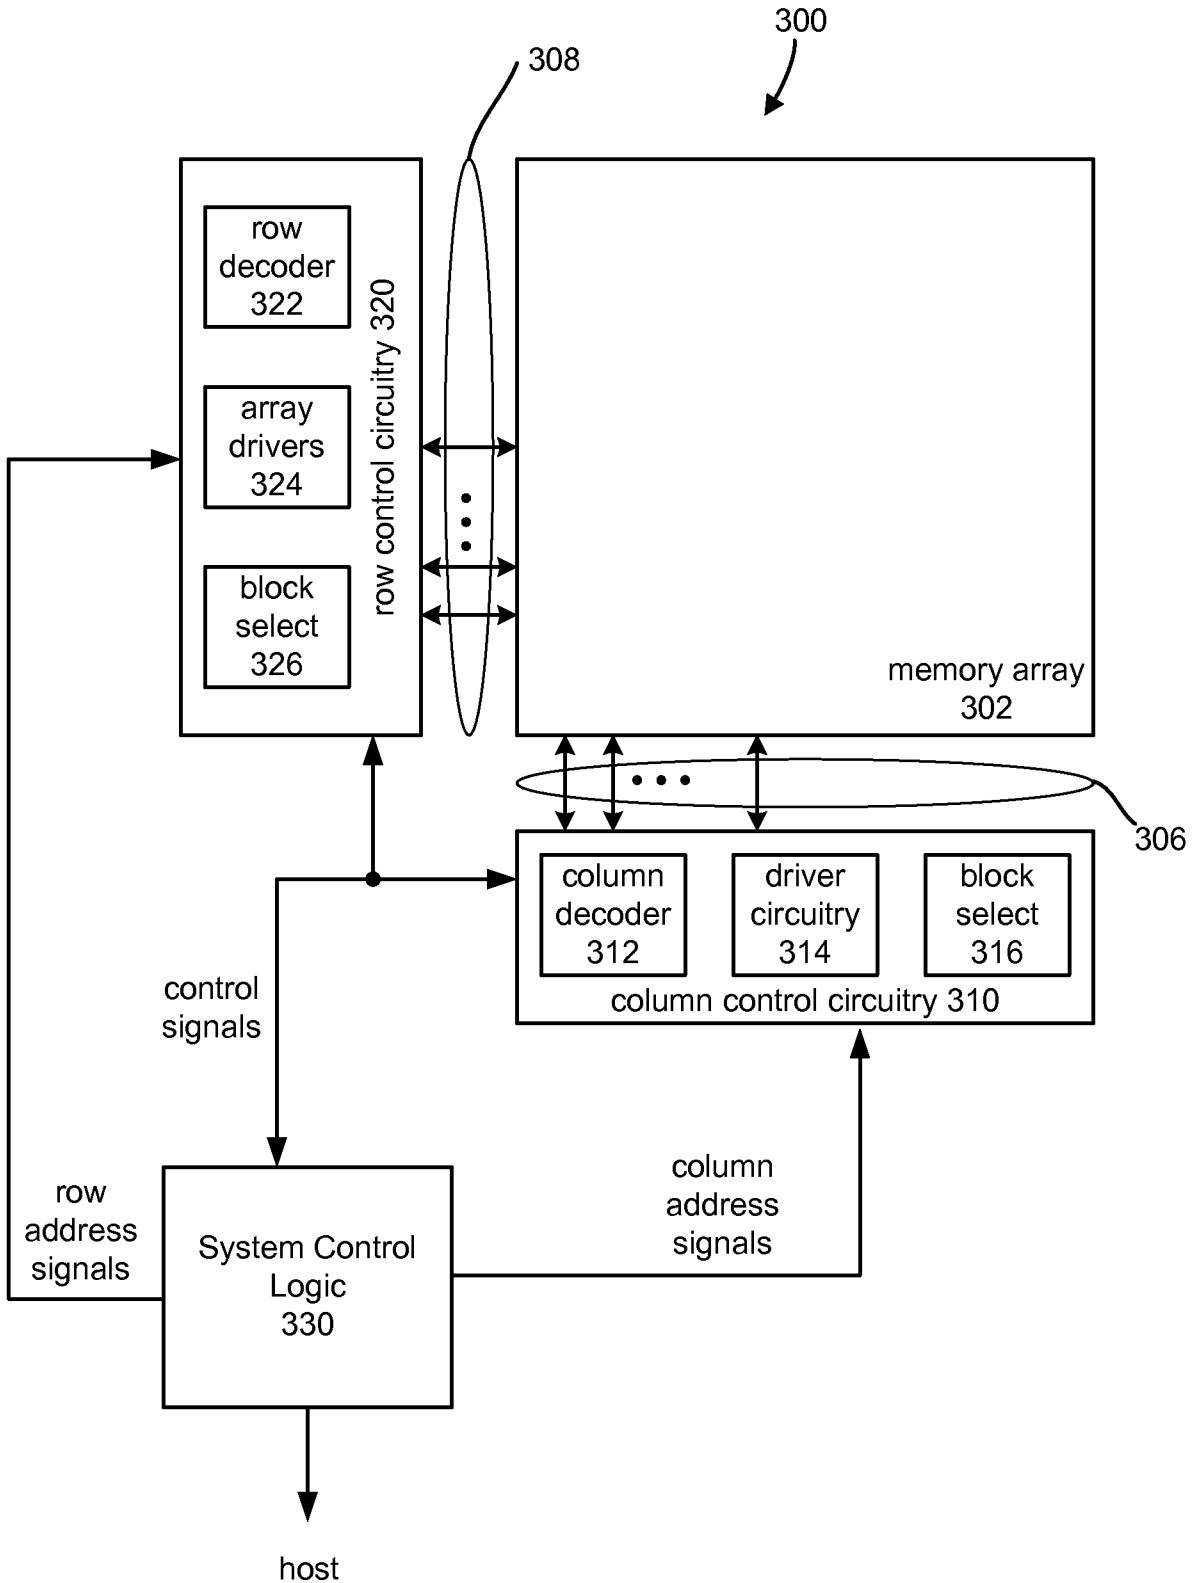 300
308
row
decoder
322
array
drivers
324
block
select
326
row control circuitry 320
memory array
302
306
column
decoder
312
driver
circuitry
314
block
select
316
column control circuitry 310
control
signals
row
address
signals
column
address
signals
System Control
Logic
330
host